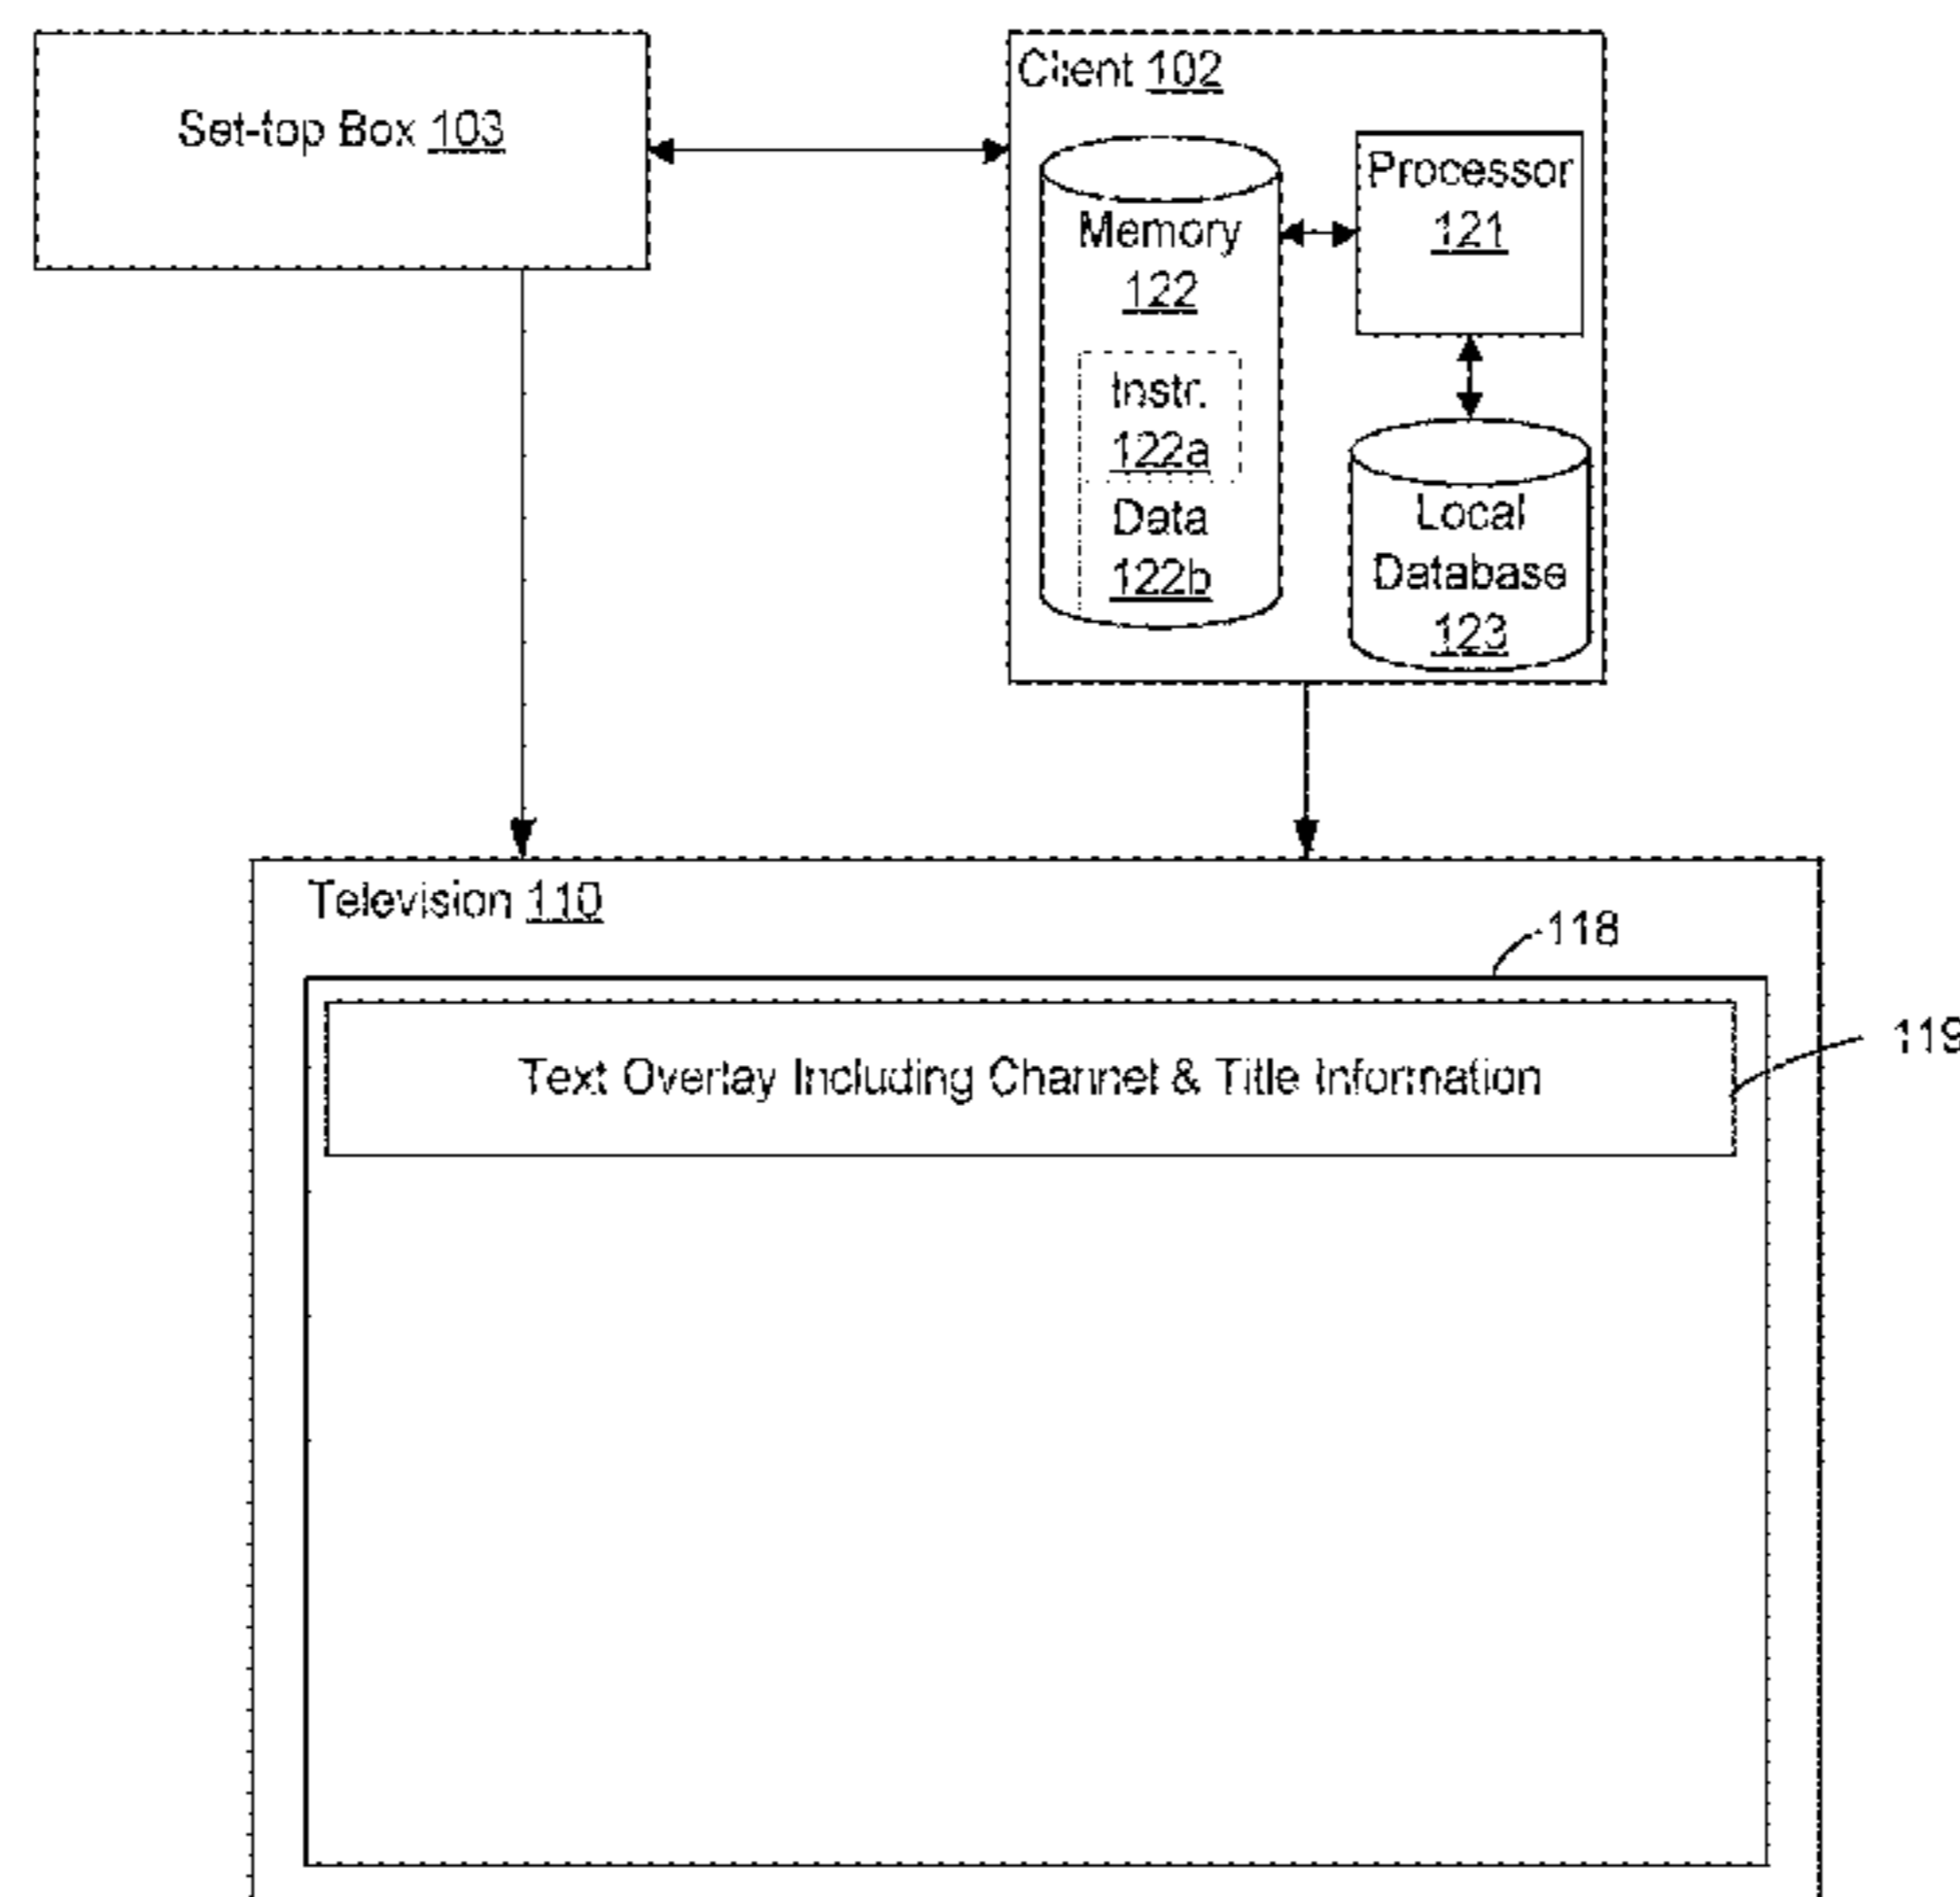 Set-top Box 103
Client 102
Memory
122
Instr.
122a
Data
122b
Processor
121
Local
Database
123
Television 110
118
119
Text Overlay Including Channel & Title Information